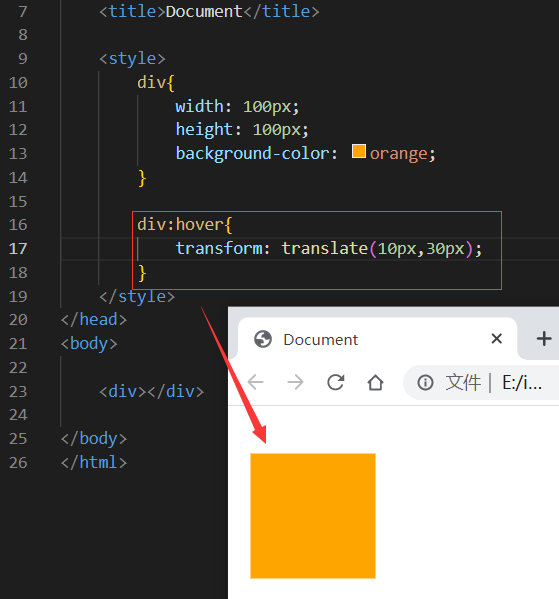 7 <title>Document</title>
8
9 <style>
10 div{
11 width: 100px;
12 height: 100px;
13 background-color: orange;
14 }
15
16 div:hover{
17 transform: translate(10px,30px);
18 }
19 </style>
20 </head>
21 <body>
22
23 <div></div>
24
25 </body>
26 </html>
Document
文件 | E:/i...